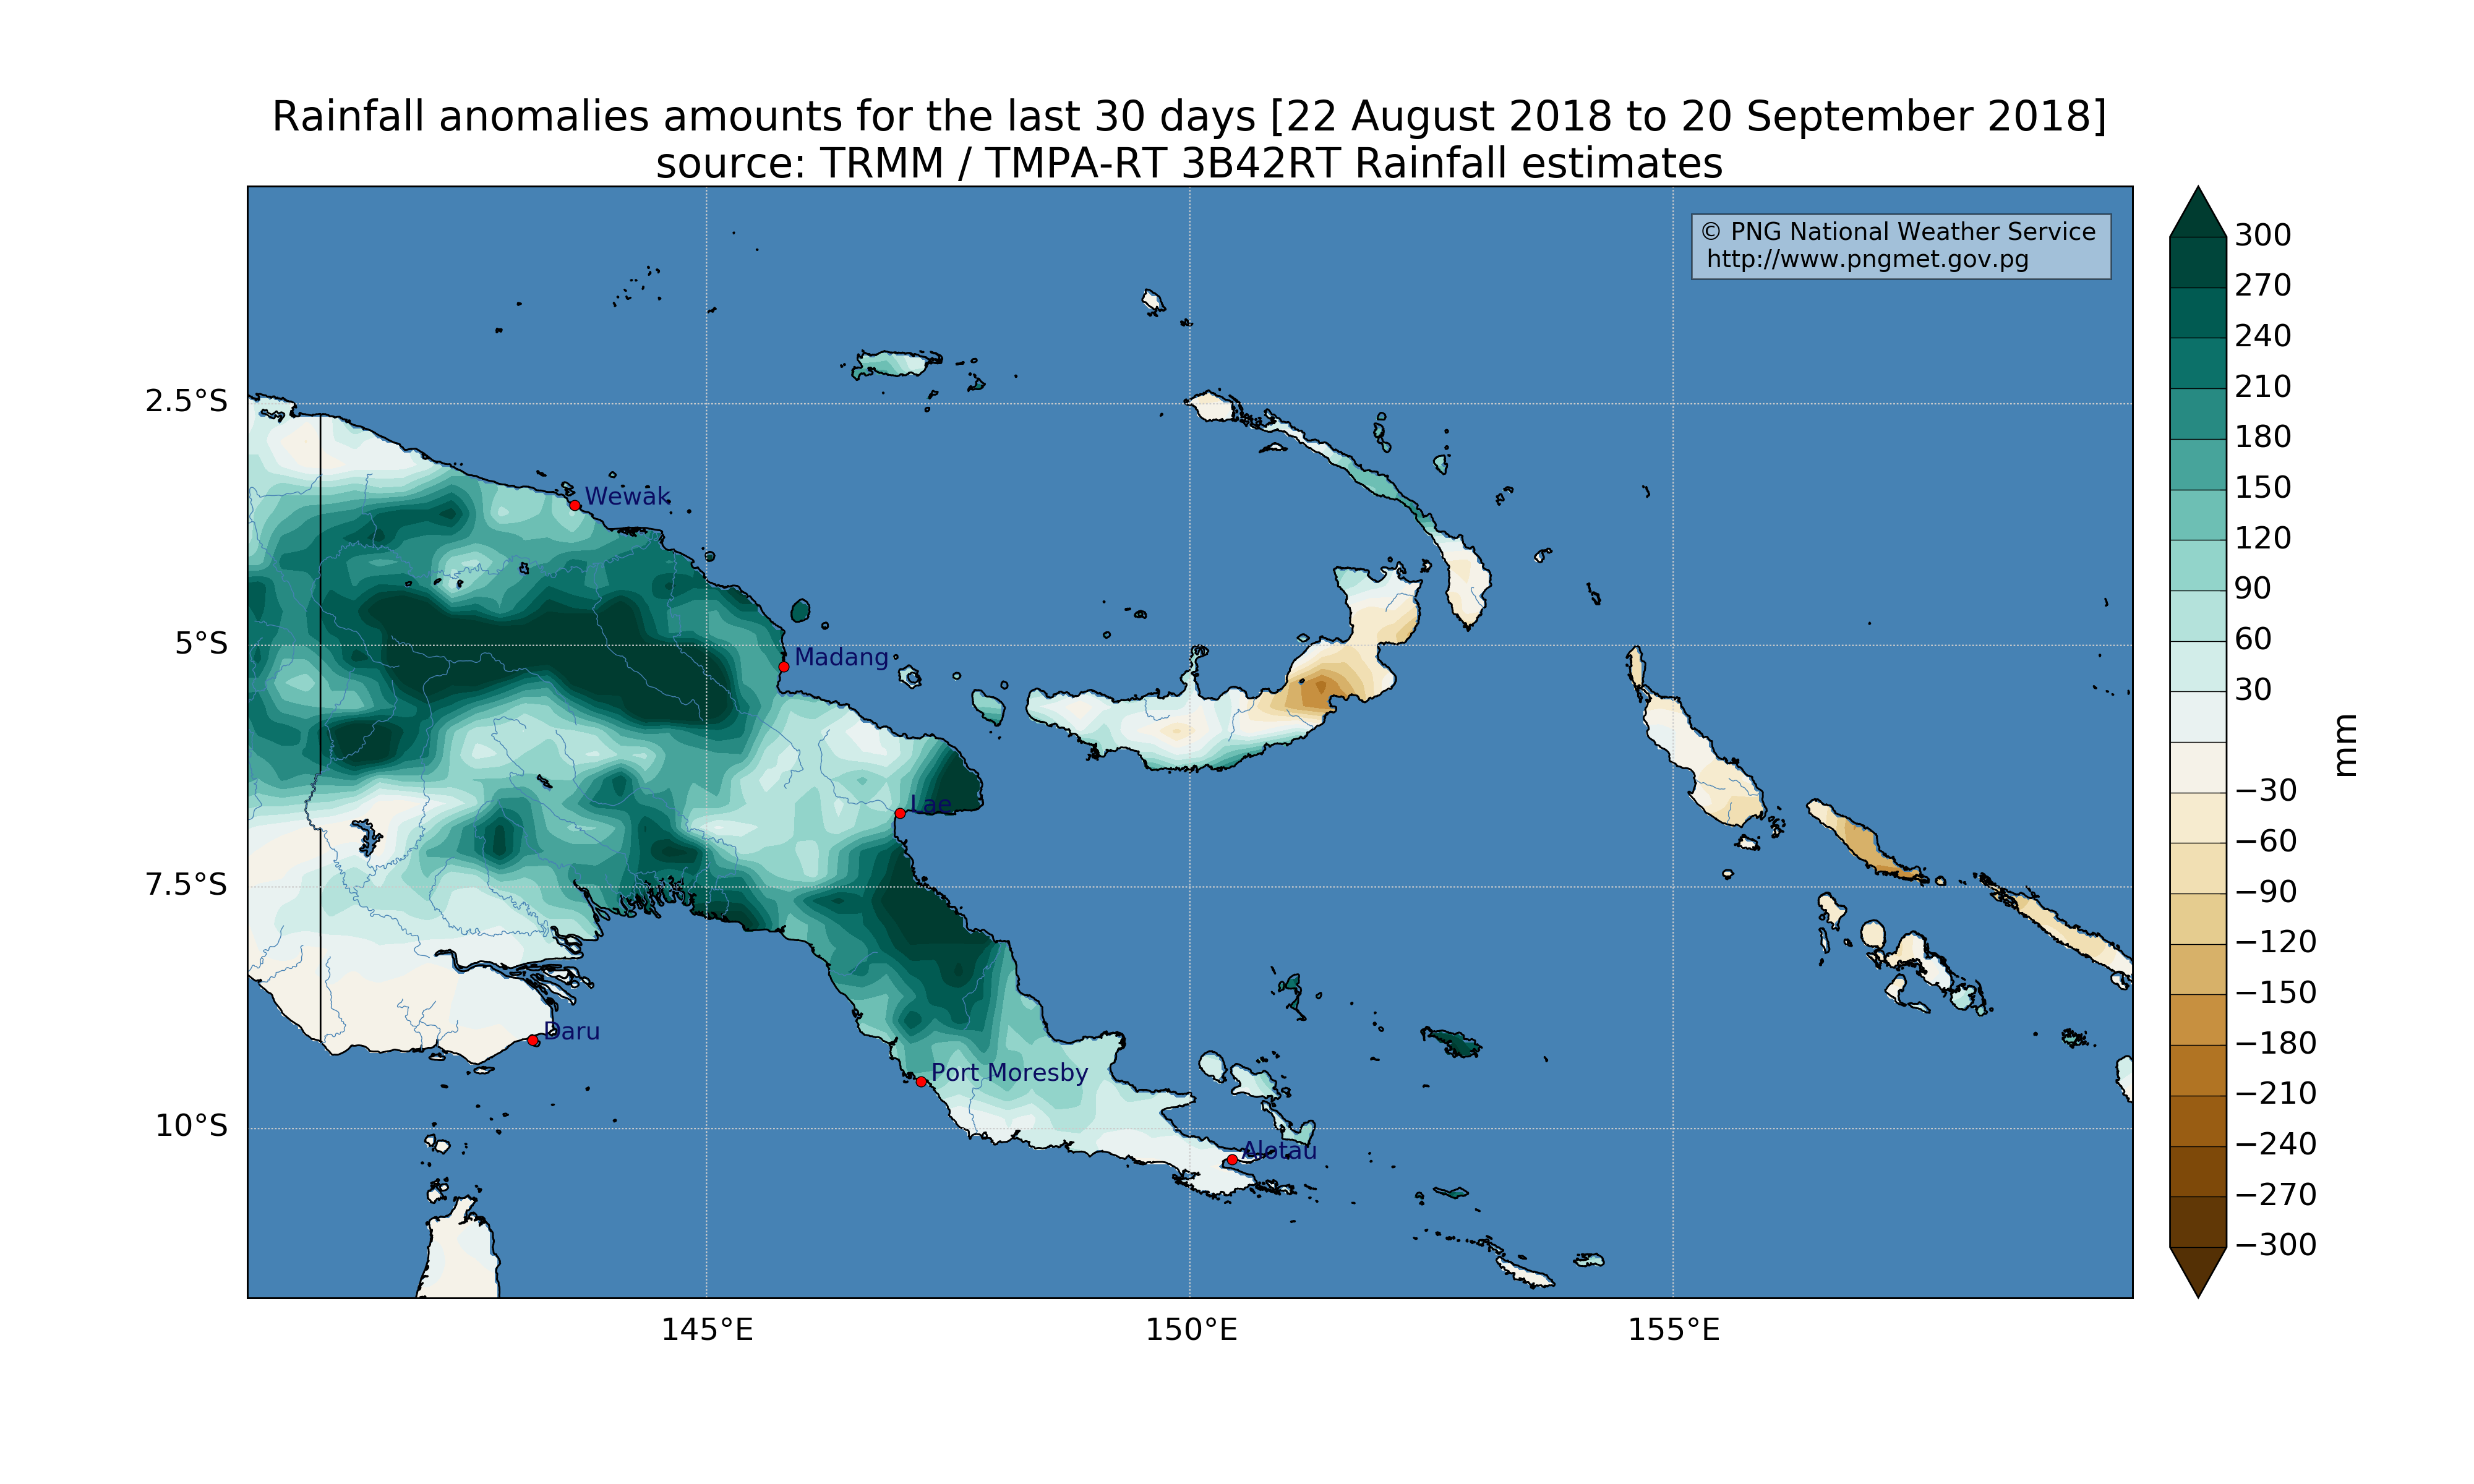 Rainfall anomalies amounts for the last 30 days [22 August 2018 to 20 September 2018]
source: TRMM / TMPA-RT 3B42RT Rainfall estimates
© PNG National Weather Service
http://www.pngmet.gov.pg
2.5°S
5°S
7.5°S
10°S
145°E
150°E
155°E
Wewak
Madang
Lae
Daru
Port Moresby
Alotau
300
270
240
210
180
150
120
90
60
30
−30
−60
−90
−120
−150
−180
−210
−240
−270
−300
mm